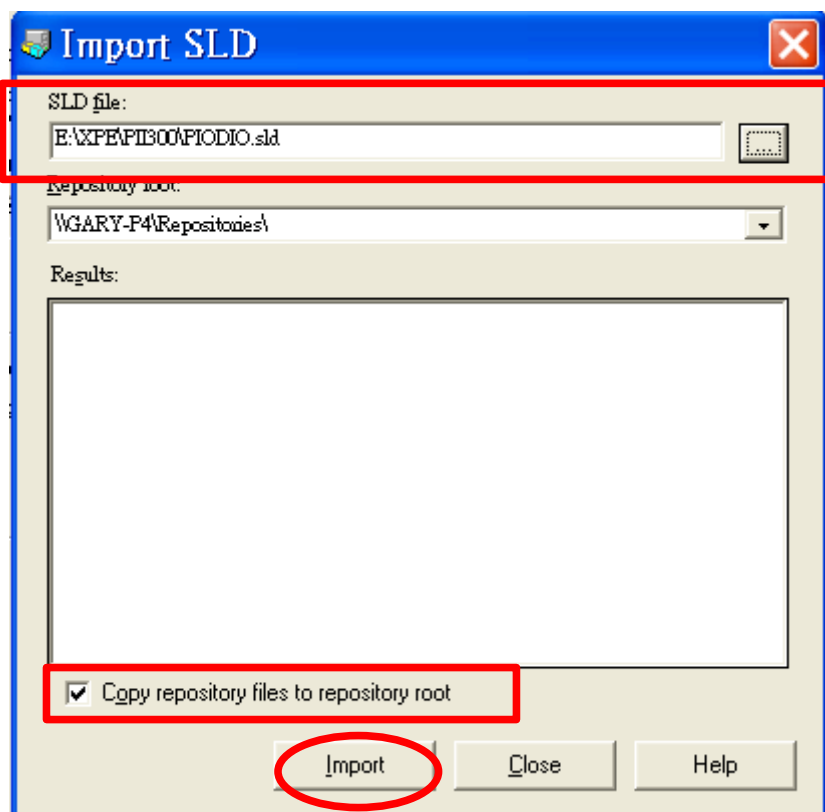 Import SLD
SLD file:
E:\XPE\PII300\PIODIO.sld
...
Repository root:
\\GARY-P4\Repositories\
Results:
Copy repository files to repository root
Import
Close
Help